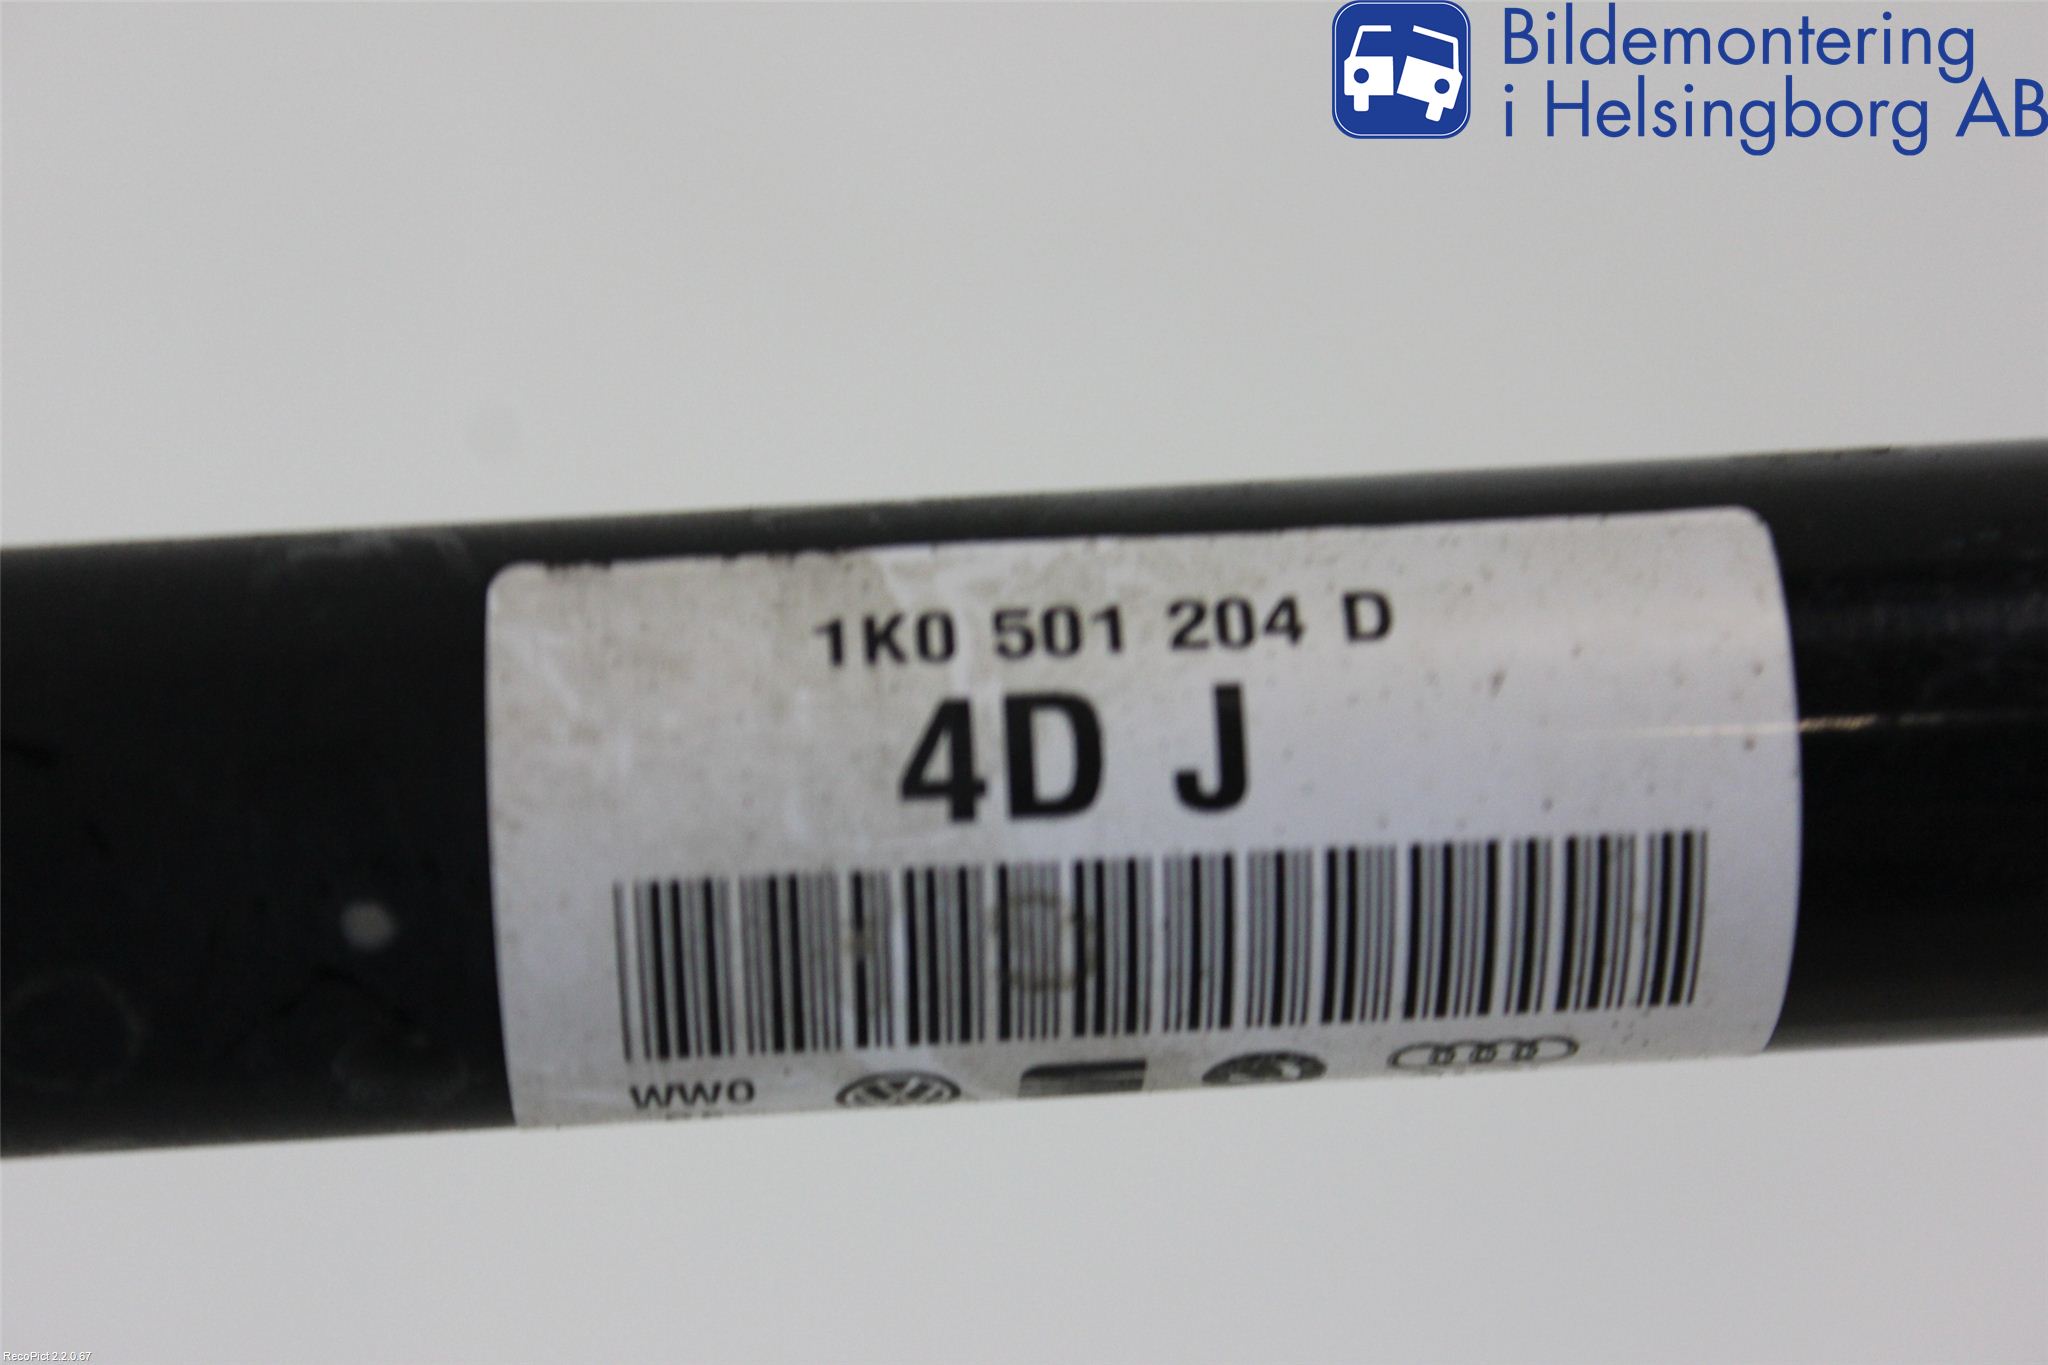 Bildemontering
i Helsingborg AB
1K0 501 204 D
4D J
WW0
RecoPict 2.2.0.67